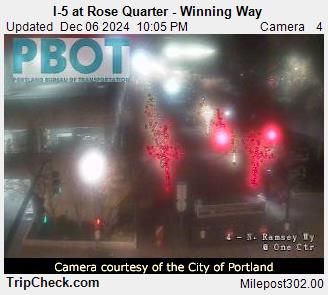 I-5 at Rose Quarter - Winning Way
Updated Dec 06 2024 10:05 PM Camera 4
PBOT
PORTLAND BUREAU OF TRANSPORTATION
4 - N. Ramsey Wy
@ One Ctr
Camera courtesy of the City of Portland
TripCheck.com Milepost302.00